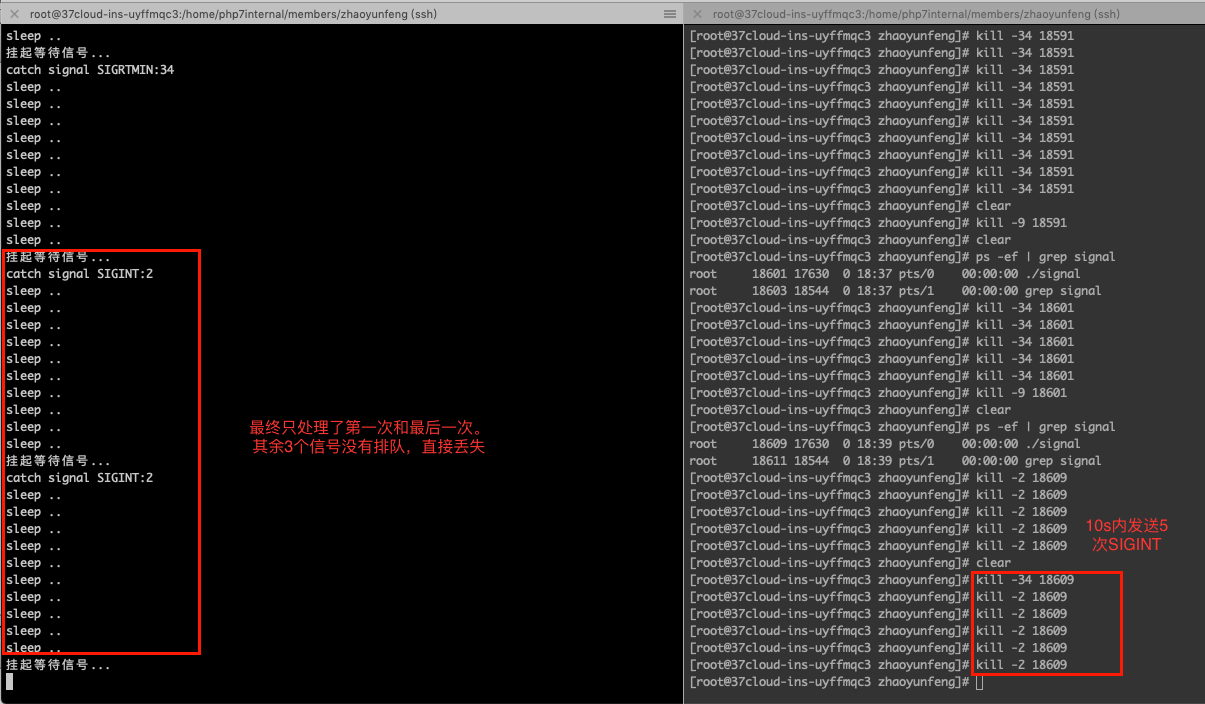 root@37cloud-ins-uyffmqc3:/home/php7internal/members/zhaoyunfeng (ssh)
sleep ..
挂起等待信号...
catch signal SIGRTMIN:34
sleep ..
sleep ..
sleep ..
sleep ..
sleep ..
sleep ..
sleep ..
sleep ..
sleep ..
sleep ..
挂起等待信号...
catch signal SIGINT:2
sleep ..
sleep ..
sleep ..
sleep ..
sleep ..
sleep ..
sleep ..
sleep ..
sleep ..
sleep ..
挂起等待信号...
catch signal SIGINT:2
sleep ..
sleep ..
sleep ..
sleep ..
sleep ..
sleep ..
sleep ..
sleep ..
sleep ..
sleep ..
挂起等待信号...
最终只处理了第一次和最后一次。
其余3个信号没有排队，直接丢失
root@37cloud-ins-uyffmqc3:/home/php7internal/members/zhaoyunfeng (ssh)
[root@37cloud-ins-uyffmqc3 zhaoyunfeng]# kill -34 18591
[root@37cloud-ins-uyffmqc3 zhaoyunfeng]# kill -34 18591
[root@37cloud-ins-uyffmqc3 zhaoyunfeng]# kill -34 18591
[root@37cloud-ins-uyffmqc3 zhaoyunfeng]# kill -34 18591
[root@37cloud-ins-uyffmqc3 zhaoyunfeng]# kill -34 18591
[root@37cloud-ins-uyffmqc3 zhaoyunfeng]# kill -34 18591
[root@37cloud-ins-uyffmqc3 zhaoyunfeng]# kill -34 18591
[root@37cloud-ins-uyffmqc3 zhaoyunfeng]# kill -34 18591
[root@37cloud-ins-uyffmqc3 zhaoyunfeng]# kill -34 18591
[root@37cloud-ins-uyffmqc3 zhaoyunfeng]# kill -34 18591
[root@37cloud-ins-uyffmqc3 zhaoyunfeng]# clear
[root@37cloud-ins-uyffmqc3 zhaoyunfeng]# kill -9 18591
[root@37cloud-ins-uyffmqc3 zhaoyunfeng]# clear
[root@37cloud-ins-uyffmqc3 zhaoyunfeng]# ps -ef | grep signal
root     18601 17630  0 18:37 pts/0    00:00:00 ./signal
root     18603 18544  0 18:37 pts/1    00:00:00 grep signal
[root@37cloud-ins-uyffmqc3 zhaoyunfeng]# kill -34 18601
[root@37cloud-ins-uyffmqc3 zhaoyunfeng]# kill -34 18601
[root@37cloud-ins-uyffmqc3 zhaoyunfeng]# kill -34 18601
[root@37cloud-ins-uyffmqc3 zhaoyunfeng]# kill -34 18601
[root@37cloud-ins-uyffmqc3 zhaoyunfeng]# kill -34 18601
[root@37cloud-ins-uyffmqc3 zhaoyunfeng]# kill -9 18601
[root@37cloud-ins-uyffmqc3 zhaoyunfeng]# clear
[root@37cloud-ins-uyffmqc3 zhaoyunfeng]# ps -ef | grep signal
root     18609 17630  0 18:39 pts/0    00:00:00 ./signal
root     18611 18544  0 18:39 pts/1    00:00:00 grep signal
[root@37cloud-ins-uyffmqc3 zhaoyunfeng]# kill -2 18609
[root@37cloud-ins-uyffmqc3 zhaoyunfeng]# kill -2 18609
[root@37cloud-ins-uyffmqc3 zhaoyunfeng]# kill -2 18609
[root@37cloud-ins-uyffmqc3 zhaoyunfeng]# kill -2 18609
[root@37cloud-ins-uyffmqc3 zhaoyunfeng]# kill -2 18609
[root@37cloud-ins-uyffmqc3 zhaoyunfeng]# clear
[root@37cloud-ins-uyffmqc3 zhaoyunfeng]# kill -34 18609
[root@37cloud-ins-uyffmqc3 zhaoyunfeng]# kill -2 18609
[root@37cloud-ins-uyffmqc3 zhaoyunfeng]# kill -2 18609
[root@37cloud-ins-uyffmqc3 zhaoyunfeng]# kill -2 18609
[root@37cloud-ins-uyffmqc3 zhaoyunfeng]# kill -2 18609
[root@37cloud-ins-uyffmqc3 zhaoyunfeng]# kill -2 18609
[root@37cloud-ins-uyffmqc3 zhaoyunfeng]#
10s内发送5
次SIGINT